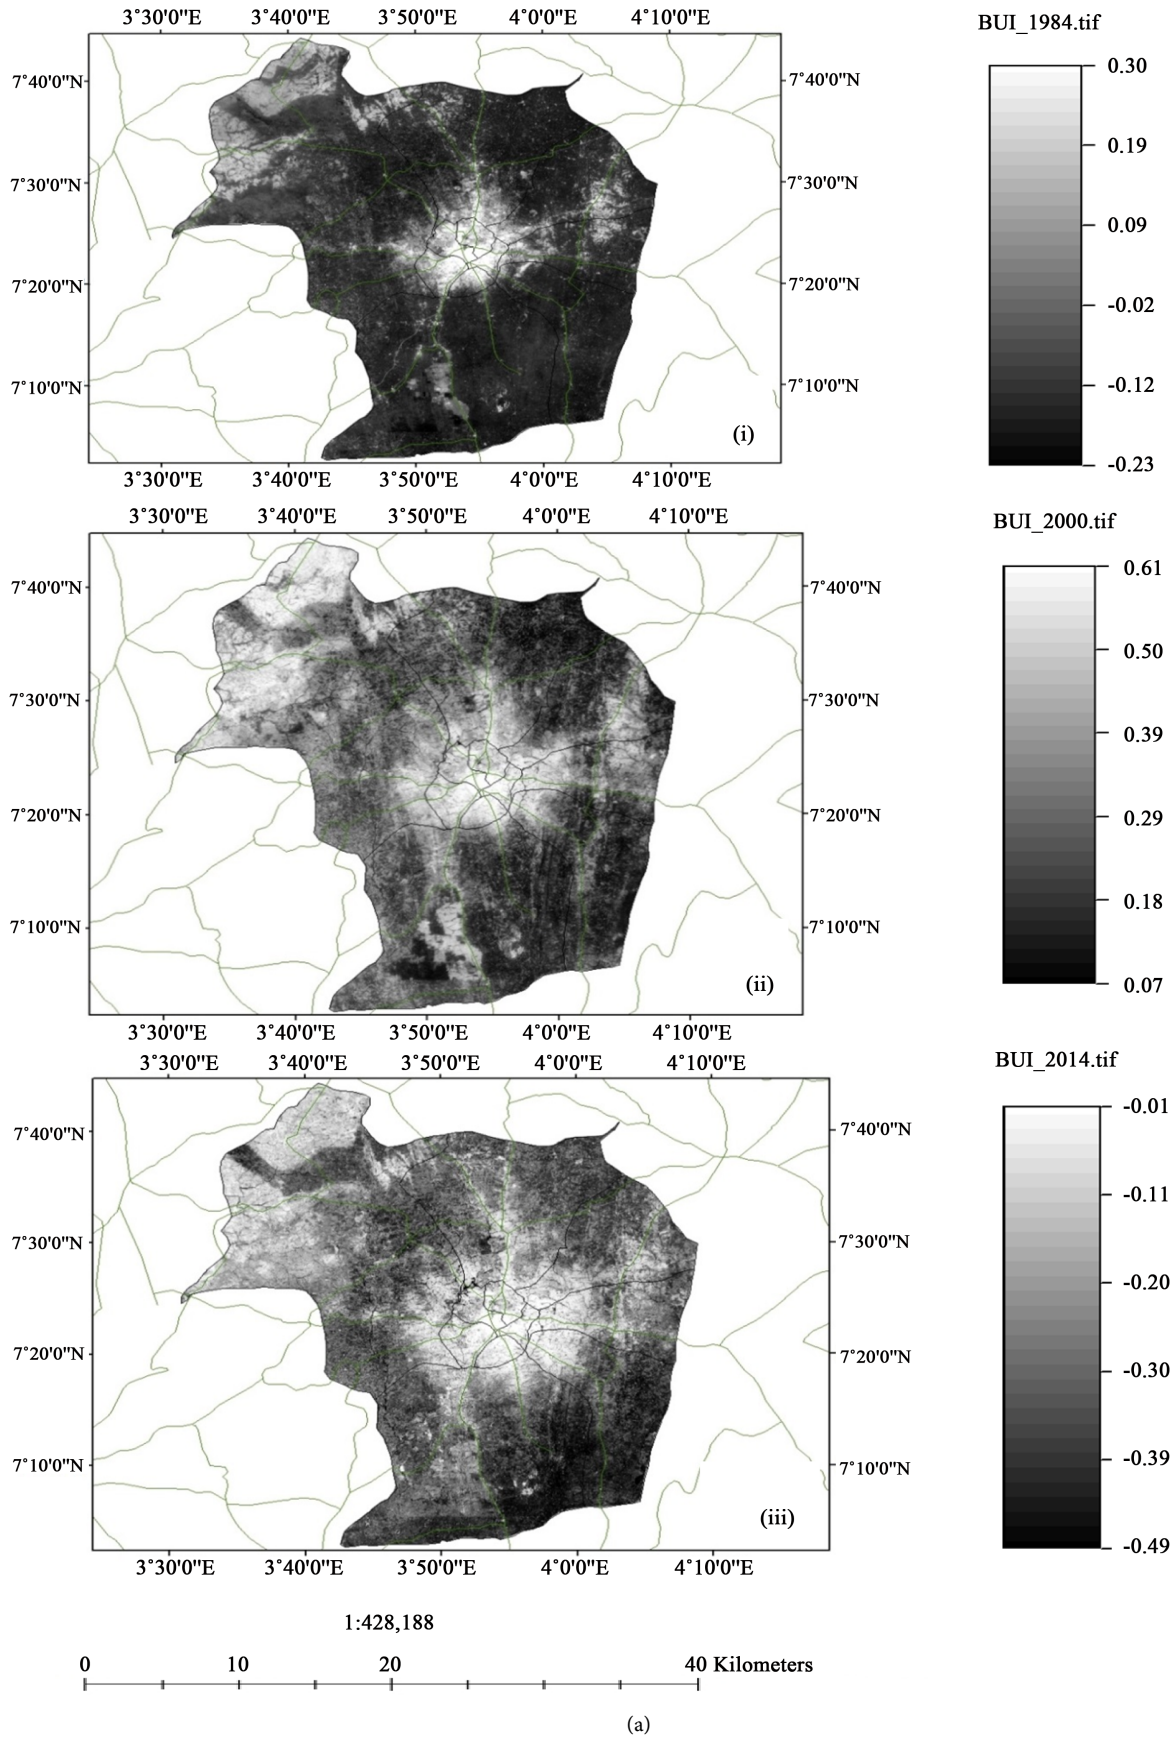 3˚30'0"E 3˚40'0"E 3˚50'0"E 4˚0'0"E 4˚10'0"E
BUI_1984.tif
7˚40'0"N 7˚40'0"N
7˚30'0"N 7˚30'0"N
7˚20'0"N 7˚20'0"N
7˚10'0"N 7˚10'0"N
0.30
0.19
0.09
-0.02
-0.12
-0.23
(i)
3˚30'0"E 3˚40'0"E 3˚50'0"E 4˚0'0"E 4˚10'0"E
3˚30'0"E 3˚40'0"E 3˚50'0"E 4˚0'0"E 4˚10'0"E
BUI_2000.tif
7˚40'0"N 7˚40'0"N
7˚30'0"N 7˚30'0"N
7˚20'0"N 7˚20'0"N
7˚10'0"N 7˚10'0"N
0.61
0.50
0.39
0.29
0.18
0.07
(ii)
3˚30'0"E 3˚40'0"E 3˚50'0"E 4˚0'0"E 4˚10'0"E
3˚30'0"E 3˚40'0"E 3˚50'0"E 4˚0'0"E 4˚10'0"E
BUI_2014.tif
7˚40'0"N 7˚40'0"N
7˚30'0"N 7˚30'0"N
7˚20'0"N 7˚20'0"N
7˚10'0"N 7˚10'0"N
-0.01
-0.11
-0.20
-0.30
-0.39
-0.49
(iii)
3˚30'0"E 3˚40'0"E 3˚50'0"E 4˚0'0"E 4˚10'0"E
1:428,188
0 10 20 40 Kilometers
(a)